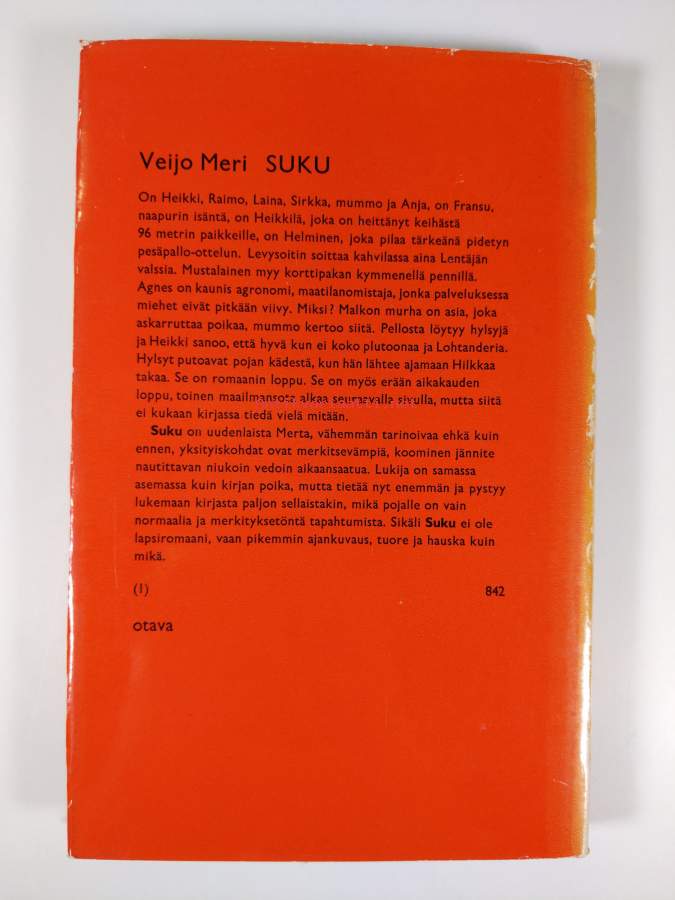 Veijo Meri SUKU
On Heikki, Raimo, Laina, Sirkka, mummo ja Anja, on Fransu,
naapurin isäntä, on Heikkilä, joka on heittänyt keihästä
96 metrin paikkeille, on Helminen, joka pilaa tärkeänä pidetyn
pesäpallo-ottelun. Levysoitin soittaa kahvilassa aina Lentäjän
valssia. Mustalainen myy korttipakan kymmenellä pennillä.
Agnes on kaunis agronomi, maatilanomistaja, jonka palveluksessa
miehet eivät pitkään viivy. Miksi? Malkon murha on asia, joka
askarruttaa poikaa, mummo kertoo siitä. Pellosta löytyy hylsyjä
ja Heikki sanoo, että hyvä kun ei koko plutoonaa ja Lohtanderia.
Hylsyt putoavat pojan kädestä, kun hän lähtee ajamaan Hilkkaa
takaa. Se on romaanin loppu. Se on myös erään aikakauden
loppu, toinen maailmansota alkaa seuraavalla sivulla, mutta siitä
ei kukaan kirjassa tiedä vielä mitään.
Suku on uudenlaista Merta, vähemmän tarinoivaa ehkä kuin
ennen, yksityiskohdat ovat merkitsevämpiä, koominen jännite
nautittavan niukoin vedoin aikaansaatua. Lukija on samassa
asemassa kuin kirjan poika, mutta tietää nyt enemmän ja pystyy
lukemaan kirjasta paljon sellaistakin, mikä pojalle on vain
normaalia ja merkityksetöntä tapahtumista. Sikäli Suku ei ole
lapsiromaani, vaan pikemmin ajankuvaus, tuore ja hauska kuin
mikä.
(1) 842
otava